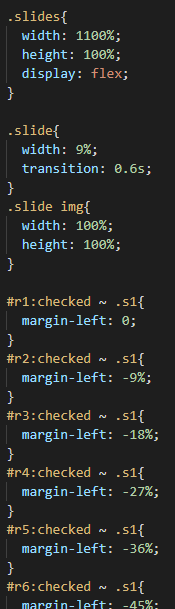 .slides{
width: 1100%;
height: 100%;
display: flex;
}
.slide{
width: 9%;
transition: 0.6s;
}
.slide img{
width: 100%;
height: 100%;
}
#r1:checked ~ .s1{
margin-left: 0;
}
#r2:checked ~ .s1{
margin-left: -9%;
}
#r3:checked ~ .s1{
margin-left: -18%;
}
#r4:checked ~ .s1{
margin-left: -27%;
}
#r5:checked ~ .s1{
margin-left: -36%;
}
#r6:checked ~ .s1{
margin-left: -45%;